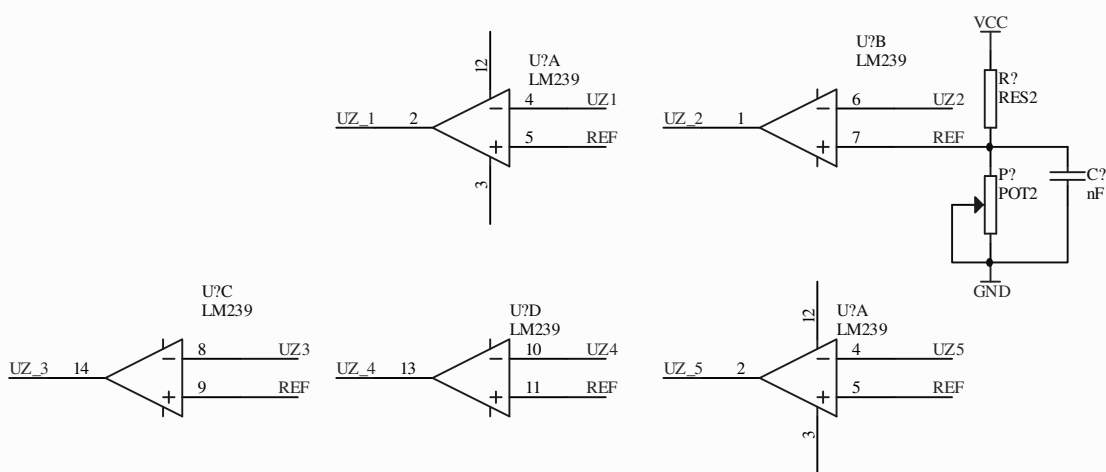 VCC
U?A
LM239
12
4
UZ1
UZ_1
2
5
REF
3
U?B
LM239
6
UZ2
UZ_2
1
7
REF
R?
RES2
P?
POT2
C?
nF
GND
U?C
LM239
8
UZ3
UZ_3
14
9
REF
U?D
LM239
10
UZ4
UZ_4
13
11
REF
U?A
LM239
12
4
UZ5
UZ_5
2
5
REF
3